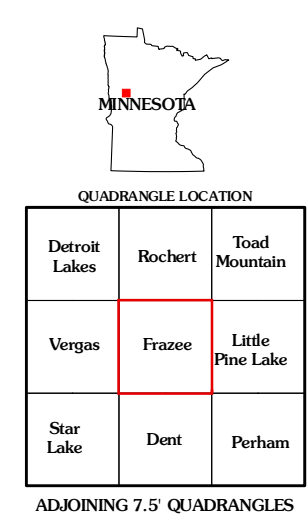 MINNESOTA
QUADRANGLE LOCATION
Detroit
Lakes
Rochert
Toad
Mountain
Vergas
Frazee
Little
Pine Lake
Star
Lake
Dent
Perham
ADJOINING 7.5' QUADRANGLES